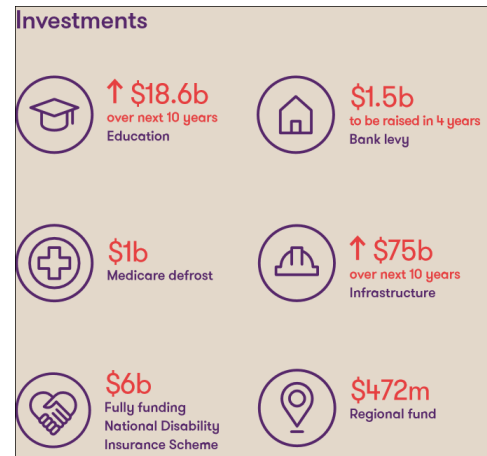 Investments
↑ $18.6b
over next 10 years
Education
$1.5b
to be raised in 4 years
Bank levy
$1b
Medicare defrost
↑ $75b
over next 10 years
Infrastructure
$6b
Fully funding
National Disability
Insurance Scheme
$472m
Regional fund